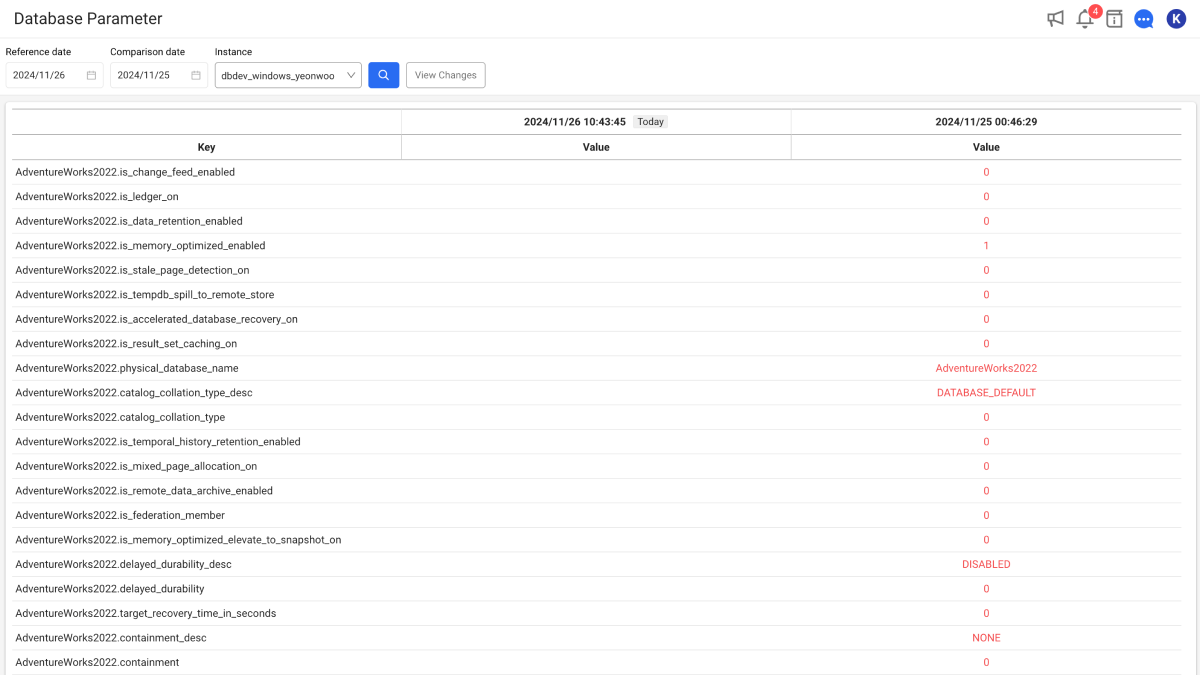 Database Parameter
4
K
Reference date Comparison date Instance
2024/11/26 2024/11/25 dbdev_windows_yeonwoo View Changes
2024/11/26 10:43:45 Today 2024/11/25 00:46:29
Key Value Value
AdventureWorks2022.is_change_feed_enabled 0
AdventureWorks2022.is_ledger_on 0
AdventureWorks2022.is_data_retention_enabled 0
AdventureWorks2022.is_memory_optimized_enabled 1
AdventureWorks2022.is_stale_page_detection_on 0
AdventureWorks2022.is_tempdb_spill_to_remote_store 0
AdventureWorks2022.is_accelerated_database_recovery_on 0
AdventureWorks2022.is_result_set_caching_on 0
AdventureWorks2022.physical_database_name AdventureWorks2022
AdventureWorks2022.catalog_collation_type_desc DATABASE_DEFAULT
AdventureWorks2022.catalog_collation_type 0
AdventureWorks2022.is_temporal_history_retention_enabled 0
AdventureWorks2022.is_mixed_page_allocation_on 0
AdventureWorks2022.is_remote_data_archive_enabled 0
AdventureWorks2022.is_federation_member 0
AdventureWorks2022.is_memory_optimized_elevate_to_snapshot_on 0
AdventureWorks2022.delayed_durability_desc DISABLED
AdventureWorks2022.delayed_durability 0
AdventureWorks2022.target_recovery_time_in_seconds 0
AdventureWorks2022.containment_desc NONE
AdventureWorks2022.containment 0